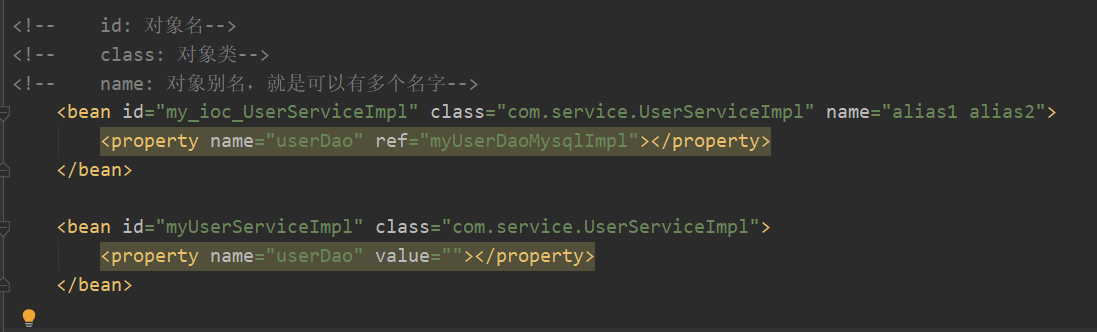 <!--    id: 对象名-->
<!--    class: 对象类-->
<!--    name: 对象别名，就是可以有多个名字-->
<bean id="my_ioc_UserServiceImpl" class="com.service.UserServiceImpl" name="alias1 alias2">
<property name="userDao" ref="myUserDaoMysqlImpl"></property>
</bean>
<bean id="myUserServiceImpl" class="com.service.UserServiceImpl">
<property name="userDao" value=""></property>
</bean>